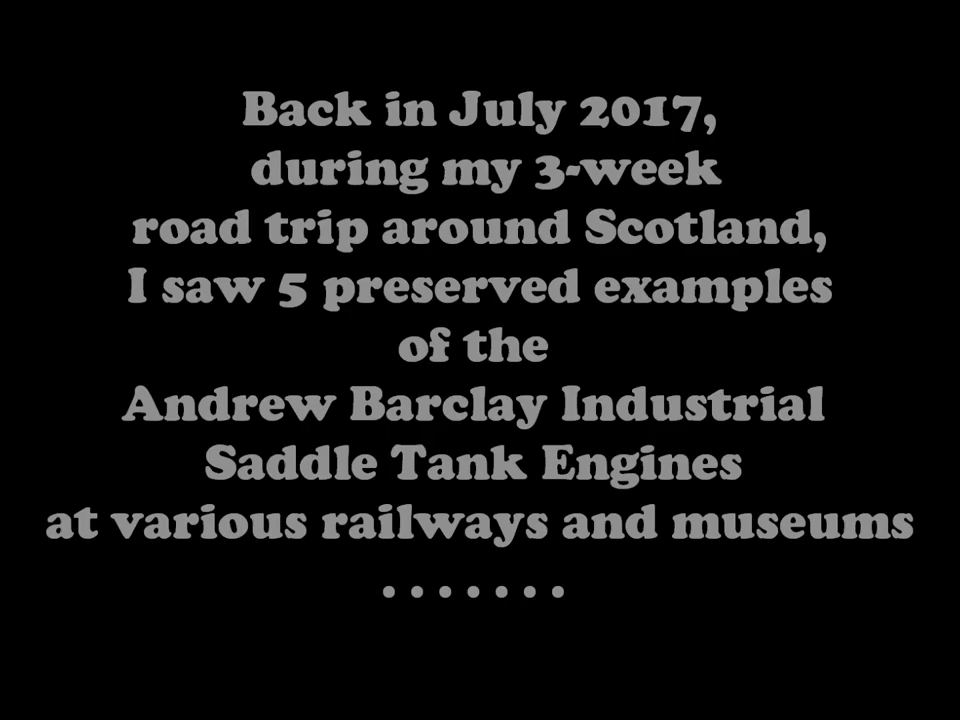 Back in July 2017,
during my 3-week
road trip around Scotland,
I saw 5 preserved examples
of the
Andrew Barclay Industrial
Saddle Tank Engines
at various railways and museums
. . . . . . .